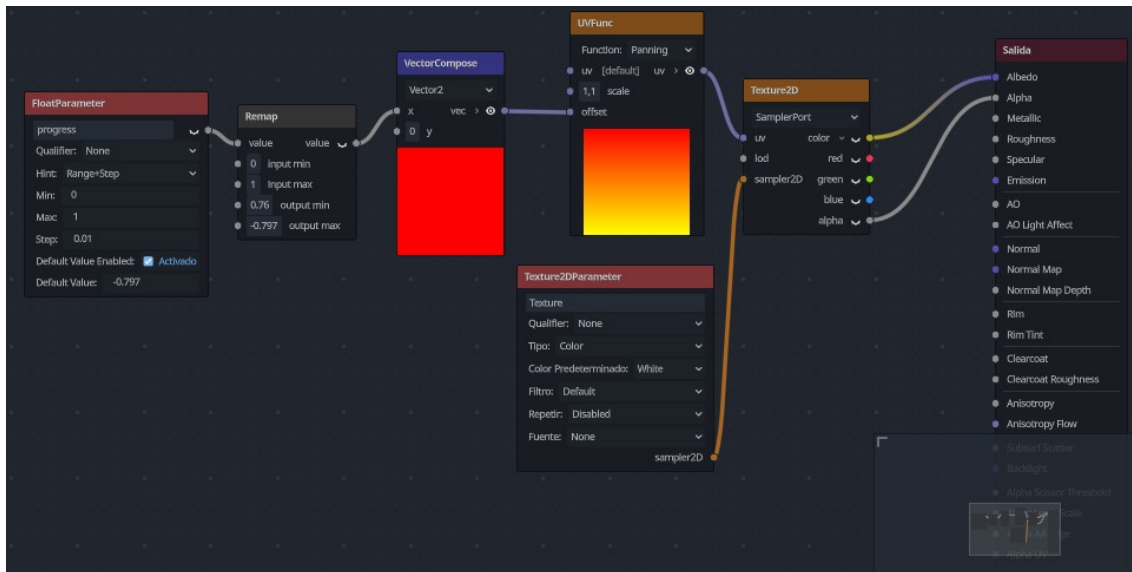 FloatParameter
progress
Qualifier: None
Hint: Range+Step
Min: 0
Max: 1
Step: 0.01
Default Value Enabled: Activado
Default Value: -0.797
Remap
value value
0 input min
1 input max
0.76 output min
-0.797 output max
VectorCompose
Vector2
x vec
0 y
UVFunc
Function: Panning
uv [default] uv
1,1 scale
offset
Texture2DParameter
Texture
Qualifier: None
Tipo: Color
Color Predeterminado: White
Filtro: Default
Repetir: Disabled
Fuente: None
sampler2D
Texture2D
SamplerPort
uv color
lod red
sampler2D green
blue
alpha
Salida
Albedo
Alpha
Metallic
Roughness
Specular
Emission
AO
AO Light Affect
Normal
Normal Map
Normal Map Depth
Rim
Rim Tint
Clearcoat
Clearcoat Roughness
Anisotropy
Anisotropy Flow
Subsurf Scatter
Backlight
Alpha Scissor Threshold
Scale
Alpha UV